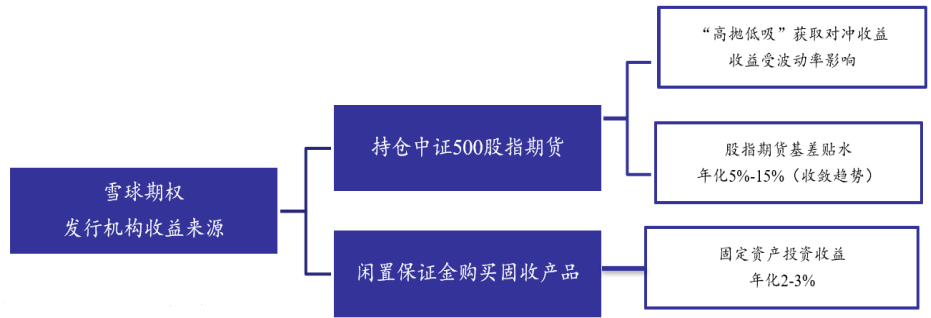 雪球期权
发行机构收益来源
持仓中证500股指期货
“高抛低吸”获取对冲收益
收益受波动率影响
股指期货基差贴水
年化5%-15%（收敛趋势）
闲置保证金购买固收产品
固定资产投资收益
年化2-3%